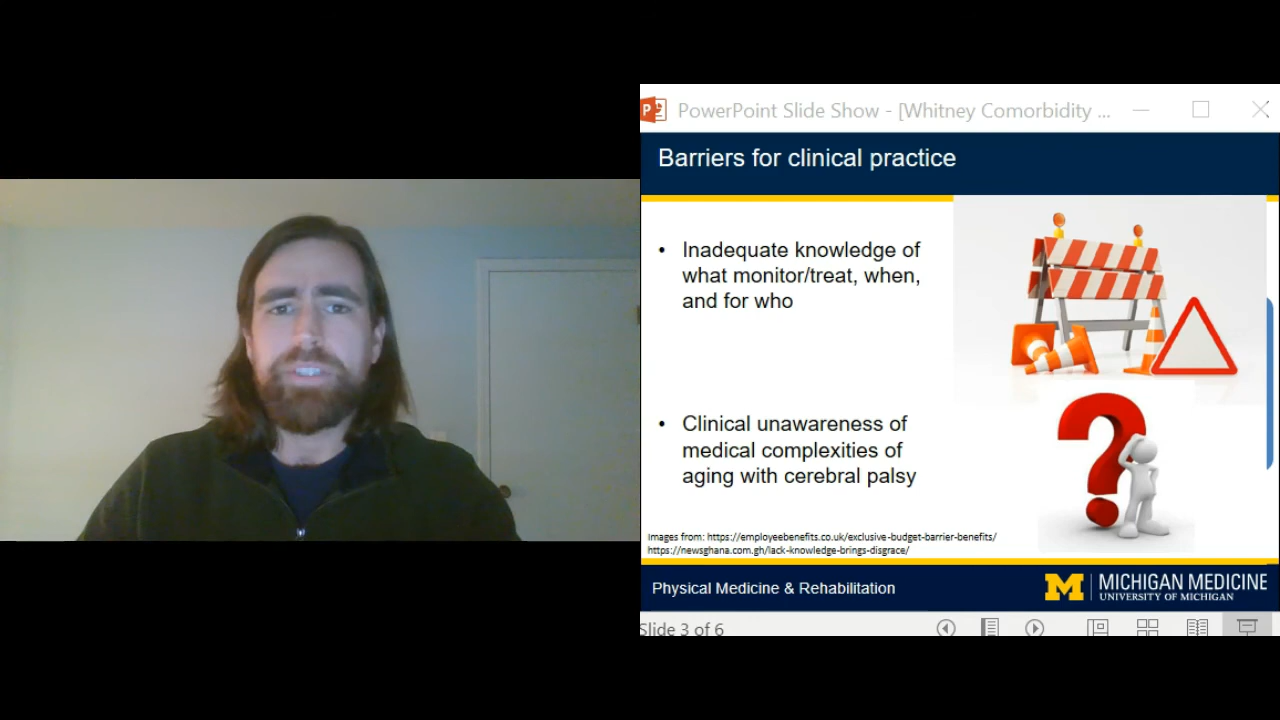 PowerPoint Slide Show - [Whitney Comorbidity ...
Barriers for clinical practice
• Inadequate knowledge of
what monitor/treat, when,
and for who
• Clinical unawareness of
medical complexities of
aging with cerebral palsy
Images from: https://employeebenefits.co.uk/exclusive-budget-barrier-benefits/
https://newsghana.com.gh/lack-knowledge-brings-disgrace/
Physical Medicine & Rehabilitation
M MICHIGAN MEDICINE
UNIVERSITY OF MICHIGAN
Slide 3 of 6